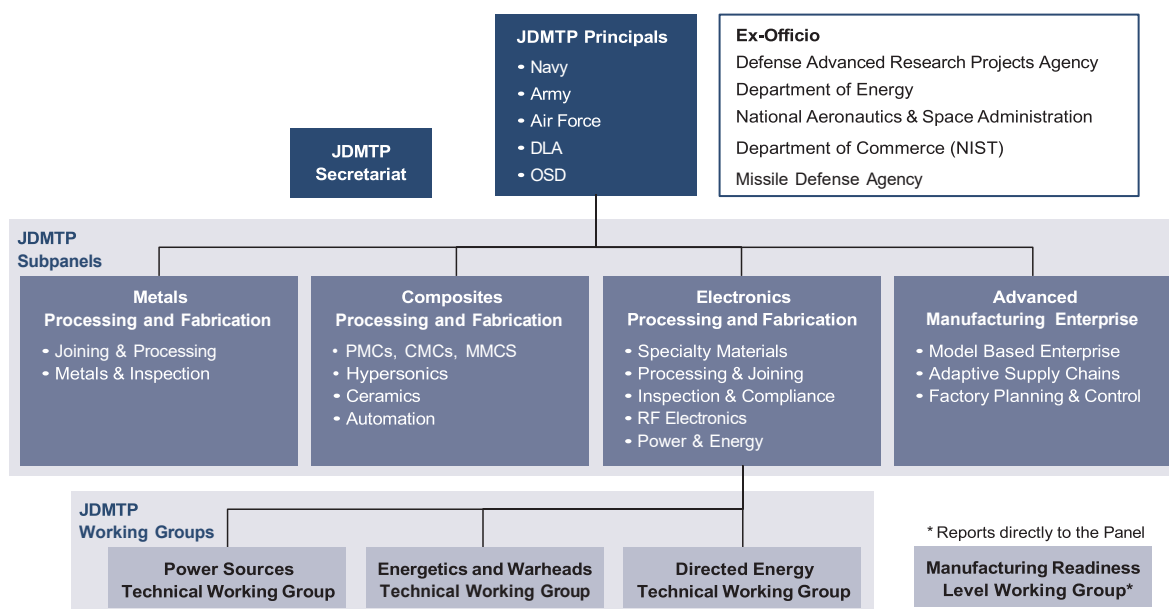 JDMTP Principals
• Navy
• Army
• Air Force
• DLA
• OSD
Ex-Officio
Defense Advanced Research Projects Agency
Department of Energy
National Aeronautics & Space Administration
Department of Commerce (NIST)
Missile Defense Agency
JDMTP
Secretariat
JDMTP
Subpanels
Metals
Processing and Fabrication
• Joining & Processing
• Metals & Inspection
Composites
Processing and Fabrication
• PMCs, CMCs, MMCS
• Hypersonics
• Ceramics
• Automation
Electronics
Processing and Fabrication
• Specialty Materials
• Processing & Joining
• Inspection & Compliance
• RF Electronics
• Power & Energy
Advanced
Manufacturing Enterprise
• Model Based Enterprise
• Adaptive Supply Chains
• Factory Planning & Control
JDMTP
Working Groups
Power Sources
Technical Working Group
Energetics and Warheads
Technical Working Group
Directed Energy
Technical Working Group
* Reports directly to the Panel
Manufacturing Readiness
Level Working Group*